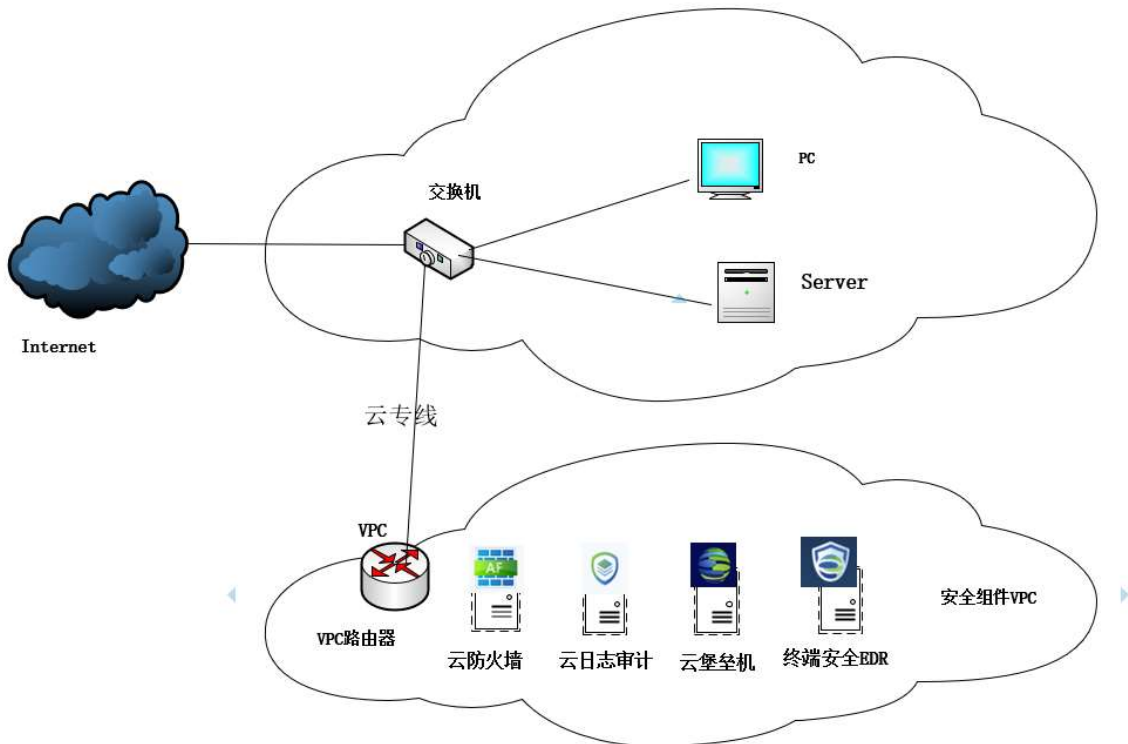 PC
交换机
Server
Internet
云专线
VPC
AF
安全组件VPC
VPC路由器
云防火墙
云日志审计
云堡垒机
终端安全EDR